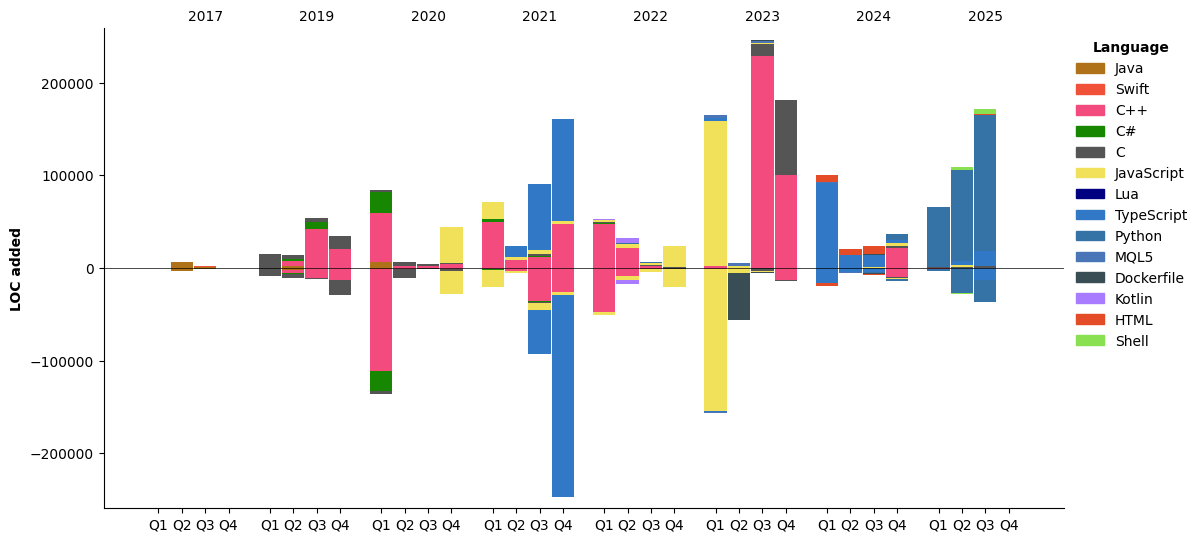 2017 2019 2020 2021 2022 2023 2024 2025
LOC added
200000
100000
0
−100000
−200000
Q1 Q2 Q3 Q4 Q1 Q2 Q3 Q4 Q1 Q2 Q3 Q4 Q1 Q2 Q3 Q4 Q1 Q2 Q3 Q4 Q1 Q2 Q3 Q4 Q1 Q2 Q3 Q4 Q1 Q2 Q3 Q4
Language
Java
Swift
C++
C#
C
JavaScript
Lua
TypeScript
Python
MQL5
Dockerfile
Kotlin
HTML
Shell